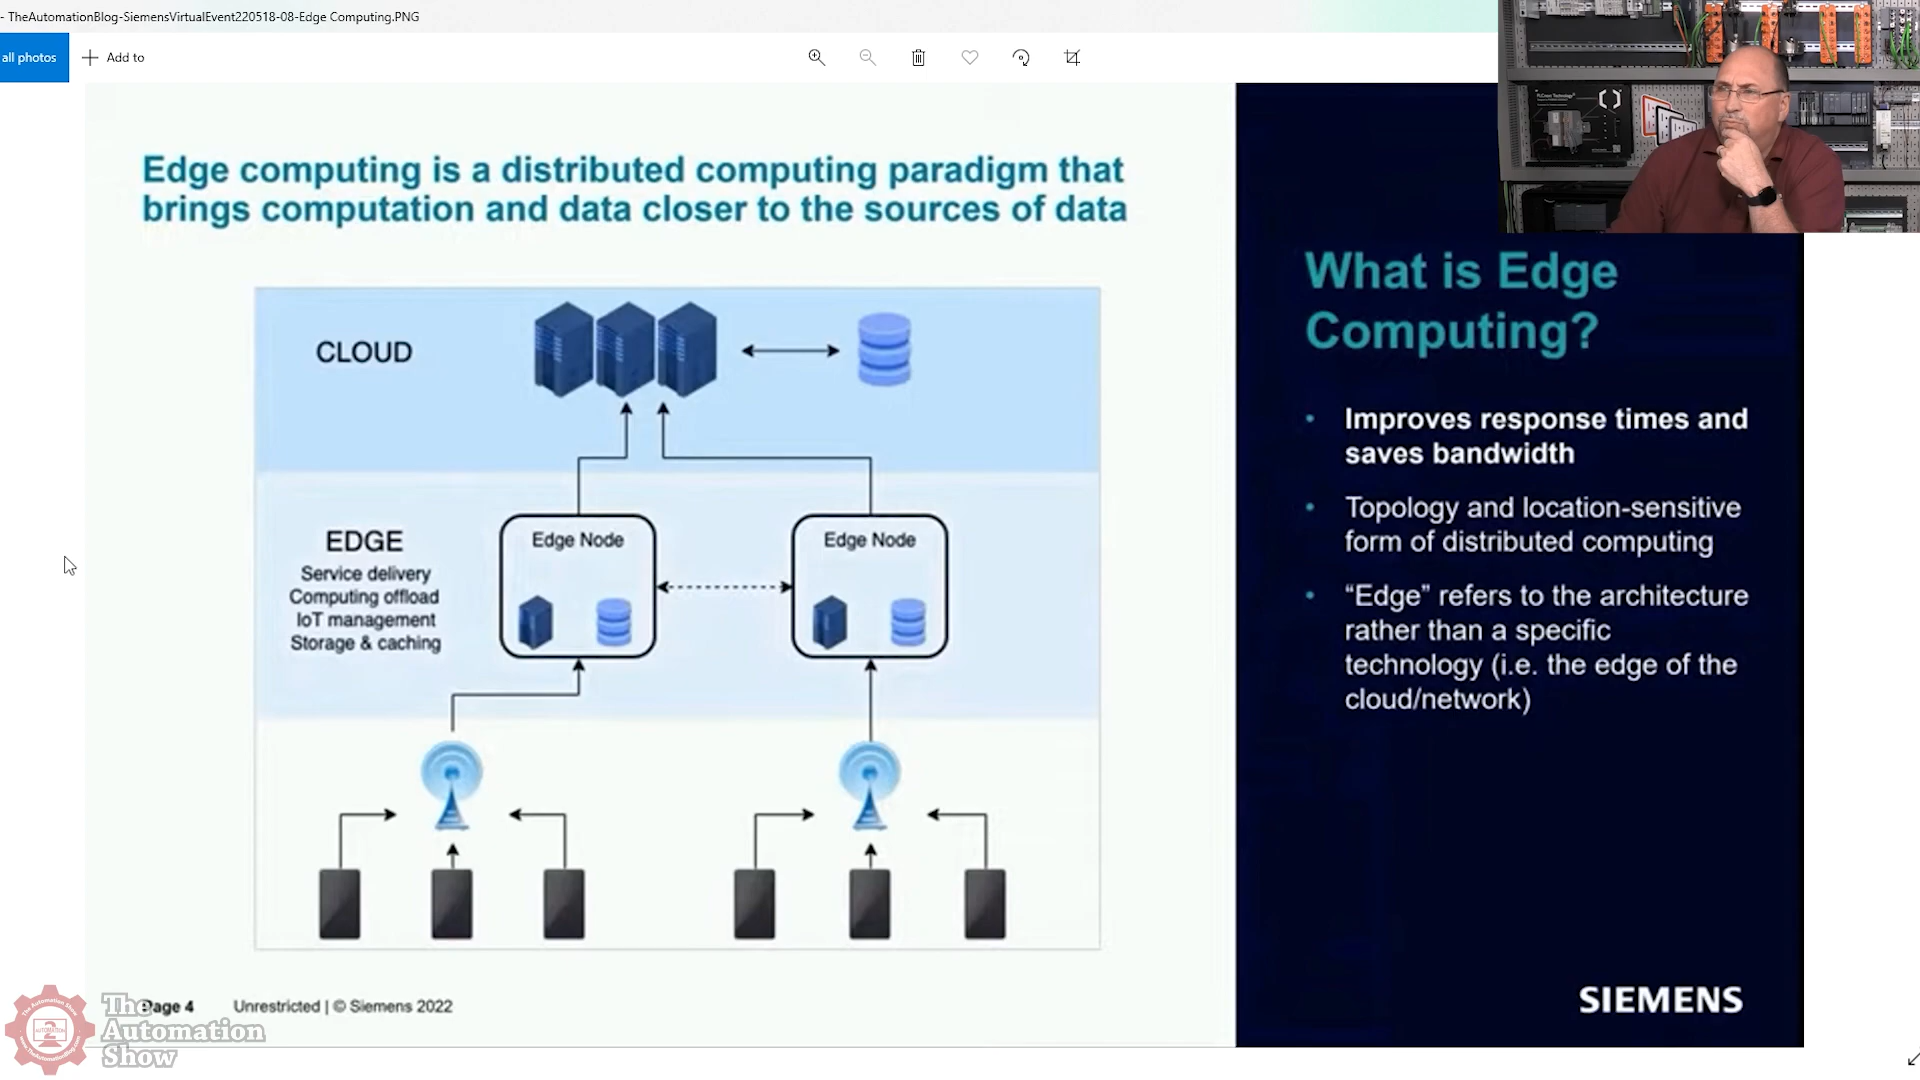 - TheAutomationBlog-SiemensVirtualEvent220518-08-Edge Computing.PNG
all photos
Add to
Edge computing is a distributed computing paradigm that
brings computation and data closer to the sources of data
CLOUD
EDGE
Service delivery
Computing offload
IoT management
Storage & caching
Edge Node
Edge Node
What is Edge
Computing?
• Improves response times and
saves bandwidth
• Topology and location-sensitive
form of distributed computing
• “Edge” refers to the architecture
rather than a specific
technology (i.e. the edge of the
cloud/network)
Page 4
Unrestricted | © Siemens 2022
SIEMENS
The
Automation
Show